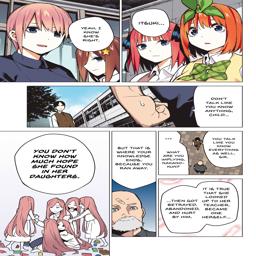 YEAH, I
KNOW
SHE'S
RIGHT.
ITSUKI...
DON'T
TALK LIKE
YOU KNOW
ANYTHING,
CHILD...
YOU TALK
LIKE YOU
KNOW
EVERYTHING
AS WELL,
SIR.
...
WHAT
ARE YOU
IMPLYING,
NAKANO-
KUN?
BUT THAT IS
WHERE YOUR
KNOWLEDGE
ENDS,
BECAUSE YOU
RAN AWAY.
YOU DON'T
KNOW HOW
MUCH HOPE
SHE FOUND
IN HER
DAUGHTERS.
IT IS TRUE
THAT SHE
LOOKED
UP TO HER
TEACHER,
BECAME
ONE
HERSELF...
...THEN GOT
BETRAYED,
ABANDONED,
AND HURT
BY HIM.